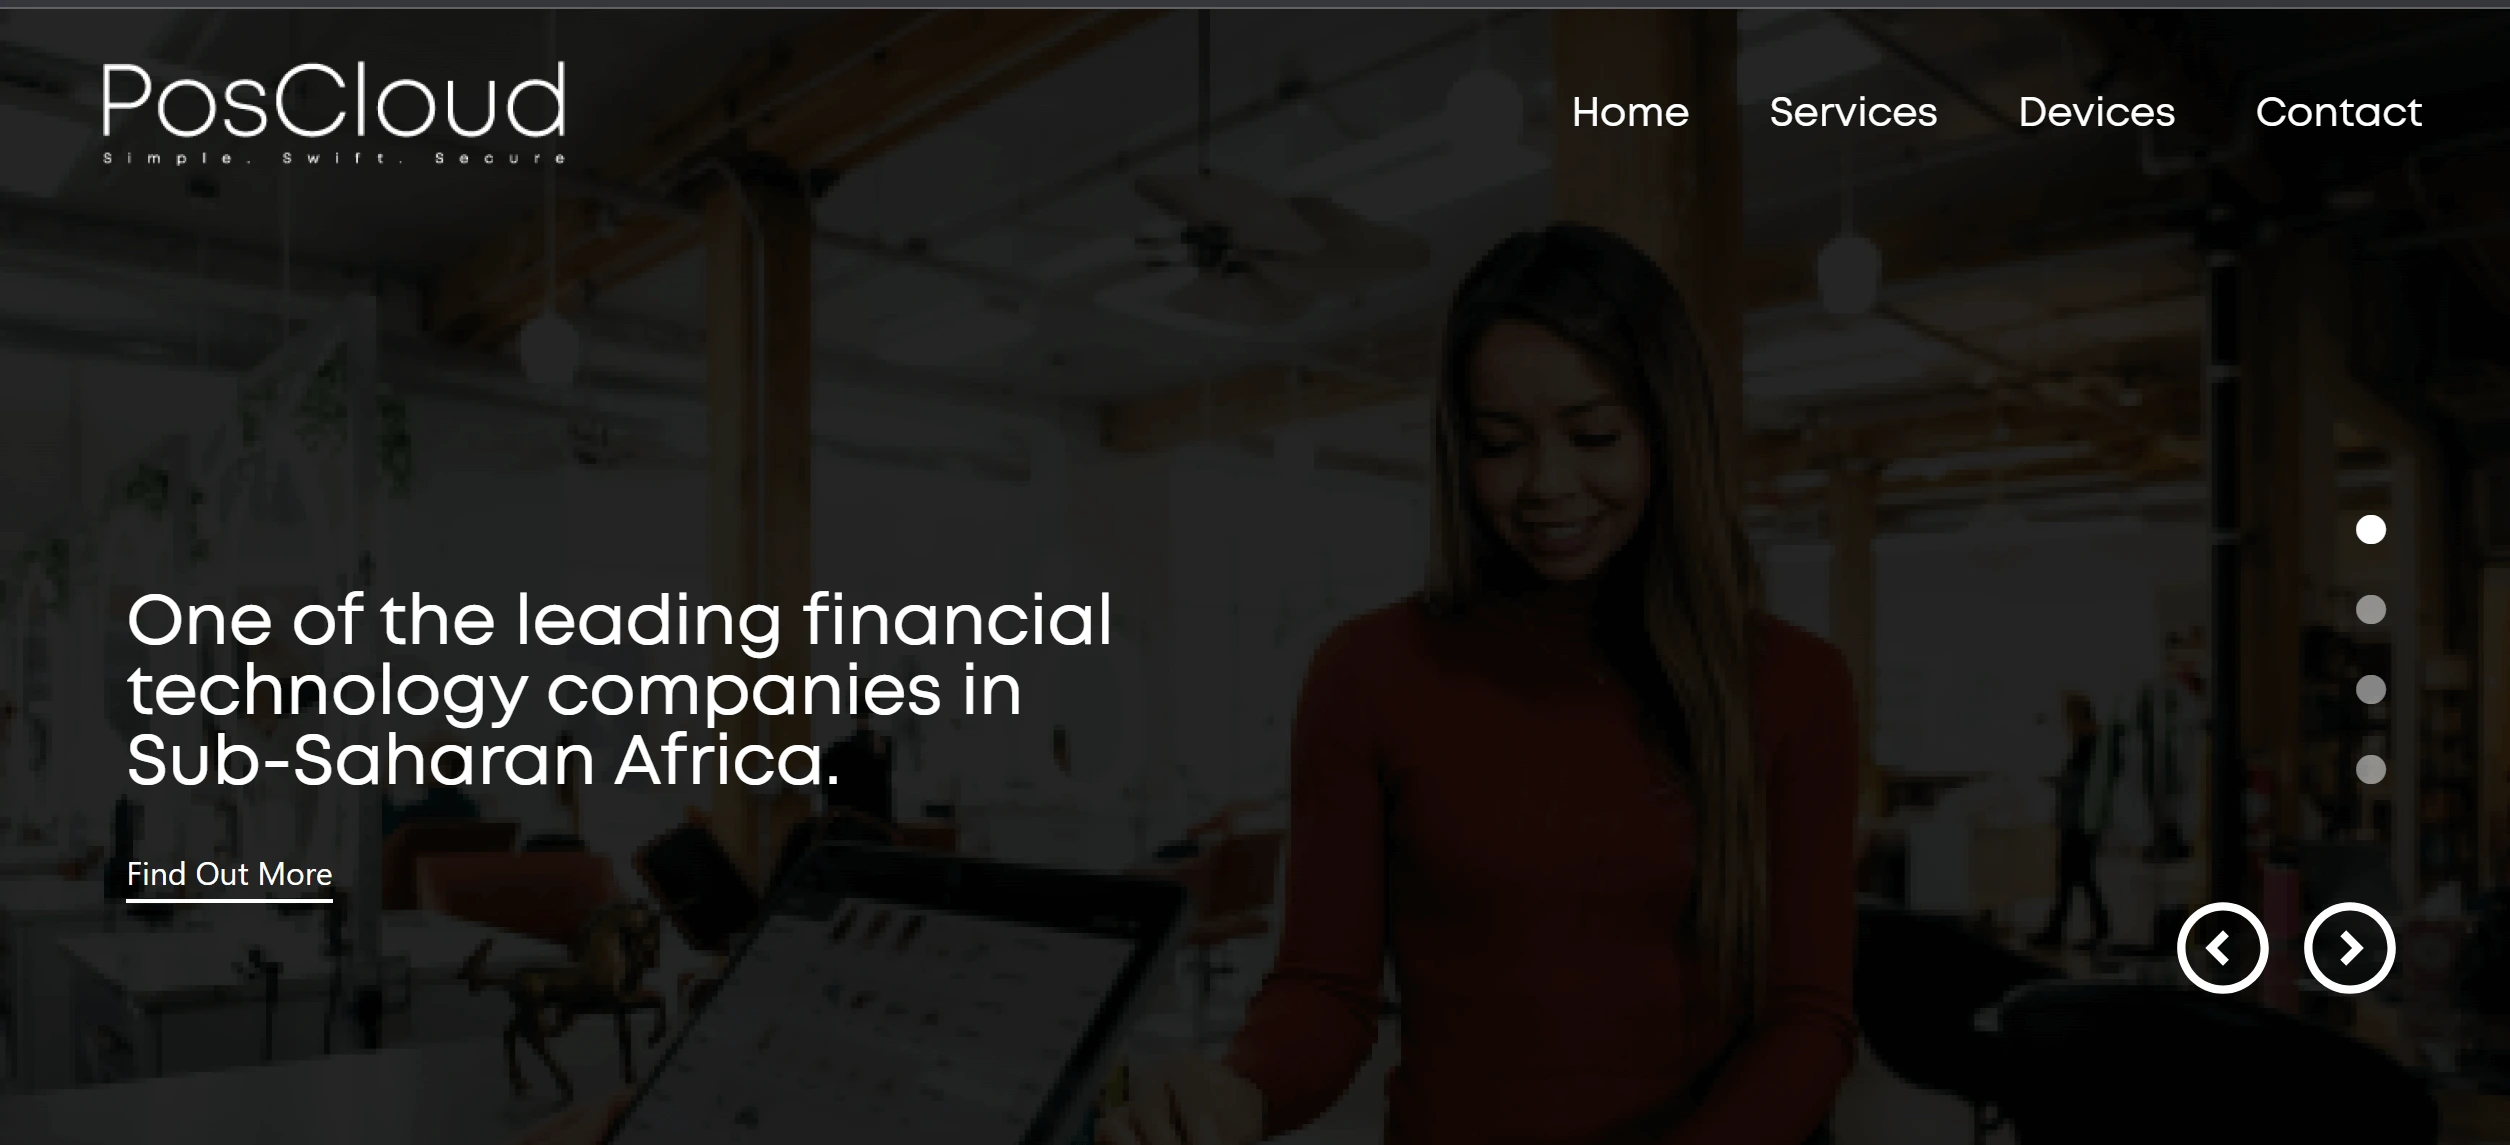 PosCloud
Simple. Swift. Secure
Home Services Devices Contact
One of the leading financial
technology companies in
Sub-Saharan Africa.
Find Out More